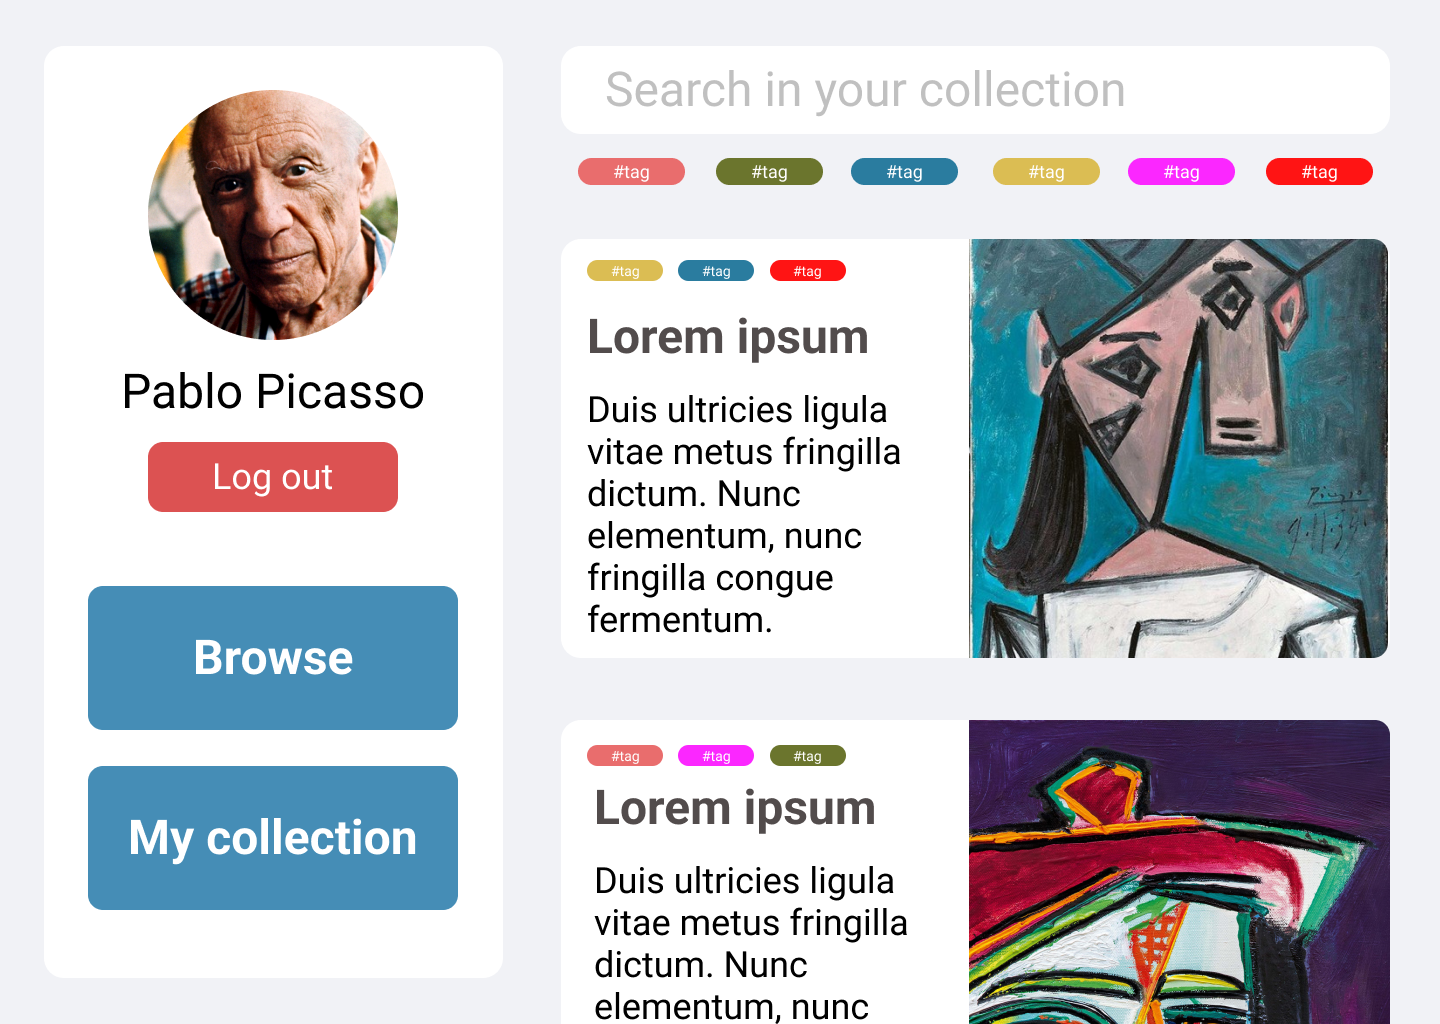 Pablo Picasso
Log out
Browse
My collection
Search in your collection
#tag #tag #tag #tag #tag #tag
#tag #tag #tag
Lorem ipsum
Duis ultricies ligula
vitae metus fringilla
dictum. Nunc
elementum, nunc
fringilla congue
fermentum.
#tag #tag #tag
Lorem ipsum
Duis ultricies ligula
vitae metus fringilla
dictum. Nunc
elementum, nunc